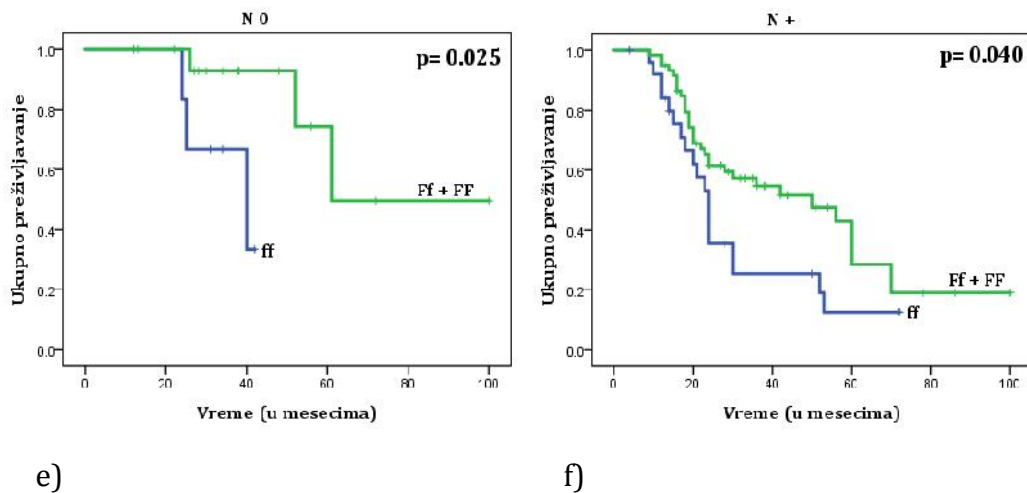 N 0
p= 0.025
Ukupno preživljavanje
1.0
0.8
0.6
0.4
0.2
0.0
Ff + FF
ff
0 20 40 60 80 100
Vreme (u mesecima)
e)
N +
p= 0.040
Ukupno preživljavanje
1.0
0.8
0.6
0.4
0.2
0.0
Ff + FF
ff
0 20 40 60 80 100
Vreme (u mesecima)
f)